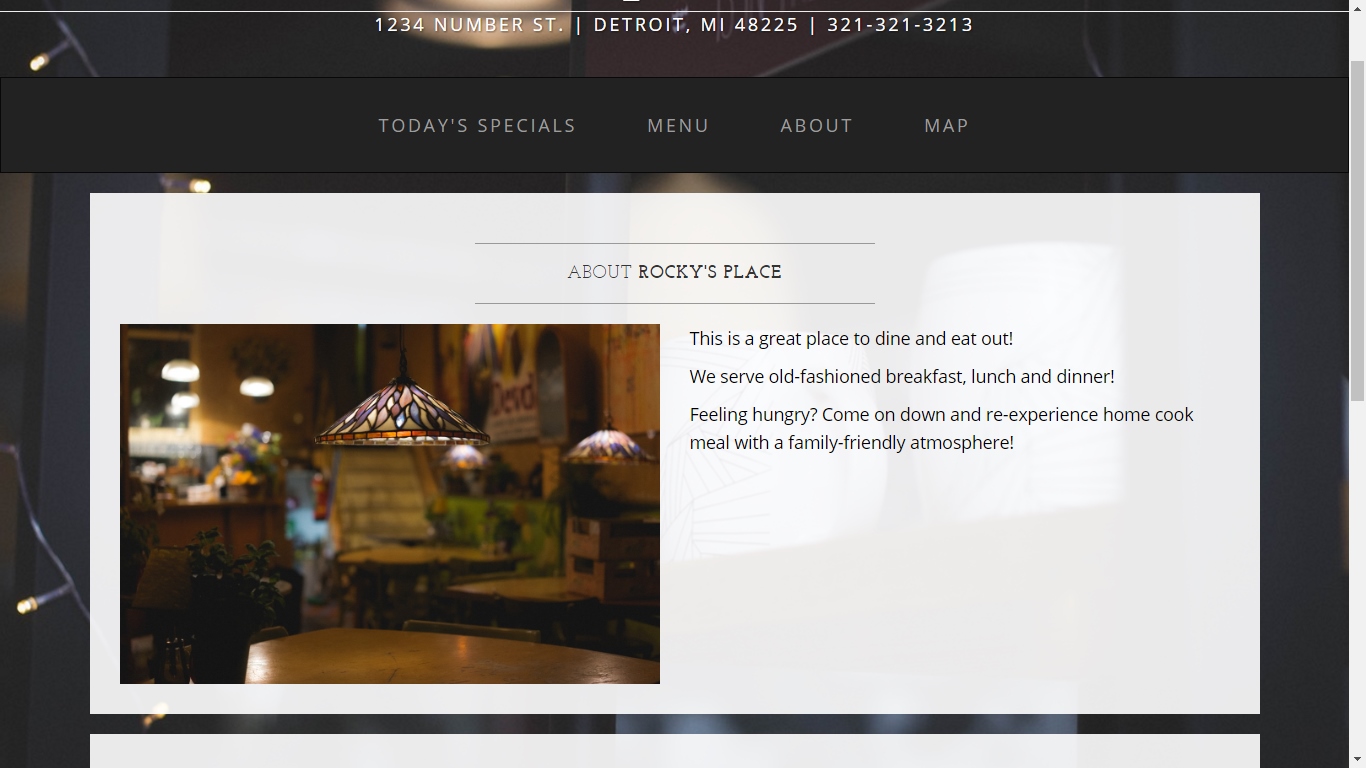 1234 NUMBER ST. | DETROIT, MI 48225 | 321-321-3213
TODAY'S SPECIALS MENU ABOUT MAP
ABOUT ROCKY'S PLACE
This is a great place to dine and eat out!
We serve old-fashioned breakfast, lunch and dinner!
Feeling hungry? Come on down and re-experience home cook
meal with a family-friendly atmosphere!